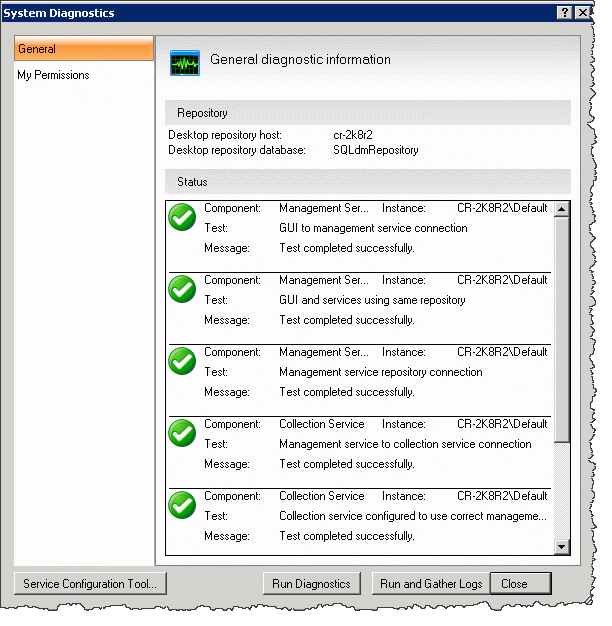 System Diagnostics
General
My Permissions
General diagnostic information
Repository
Desktop repository host: cr-2k8r2
Desktop repository database: SQLdmRepository
Status
Component: Management Ser... Instance: CR-2K8R2\Default
Test: GUI to management service connection
Message: Test completed successfully.
Component: Management Ser... Instance: CR-2K8R2\Default
Test: GUI and services using same repository
Message: Test completed successfully.
Component: Management Ser... Instance: CR-2K8R2\Default
Test: Management service repository connection
Message: Test completed successfully.
Component: Collection Service Instance: CR-2K8R2\Default
Test: Management service to collection service connection
Message: Test completed successfully.
Component: Collection Service Instance: CR-2K8R2\Default
Test: Collection service configured to use correct manageme...
Message: Test completed successfully.
Service Configuration Tool... Run Diagnostics Run and Gather Logs Close